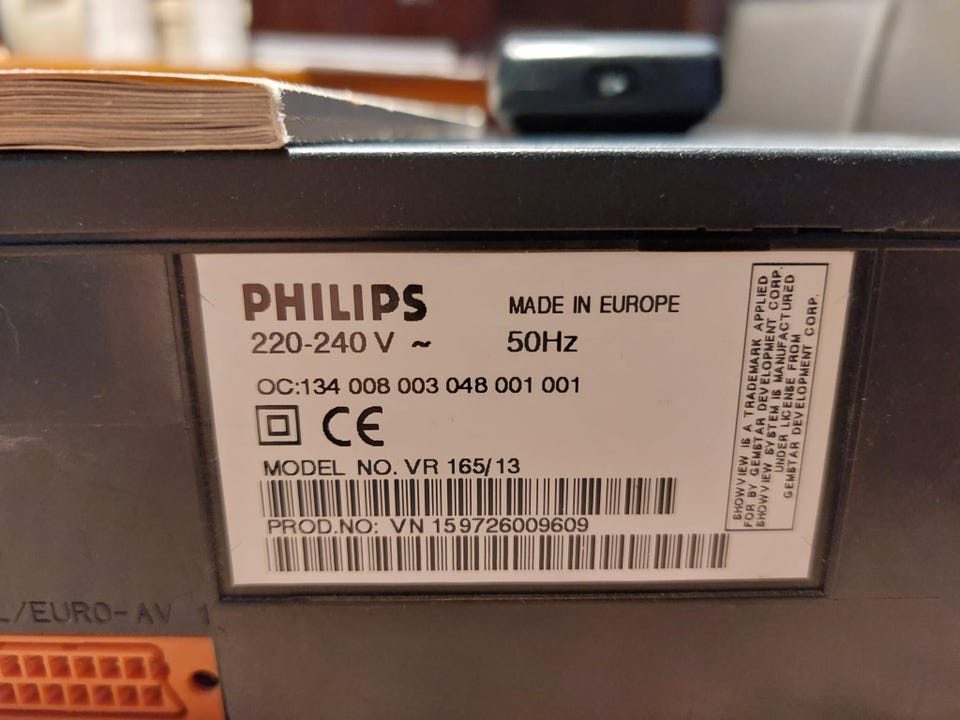 PHILIPS
MADE IN EUROPE
220-240 V ~
50Hz
OC:134 008 003 048 001 001
CE
MODEL NO. VR 165/13
PROD.NO: VN 159726009609
SHOWVIEW IS A TRADEMARK APPLIED
FOR BY GEMSTAR DEVELOPMENT CORP.
SHOWVIEW SYSTEM IS MANUFACTURED
UNDER LICENSE FROM
GEMSTAR DEVELOPMENT CORP.
/EURO-AV 1